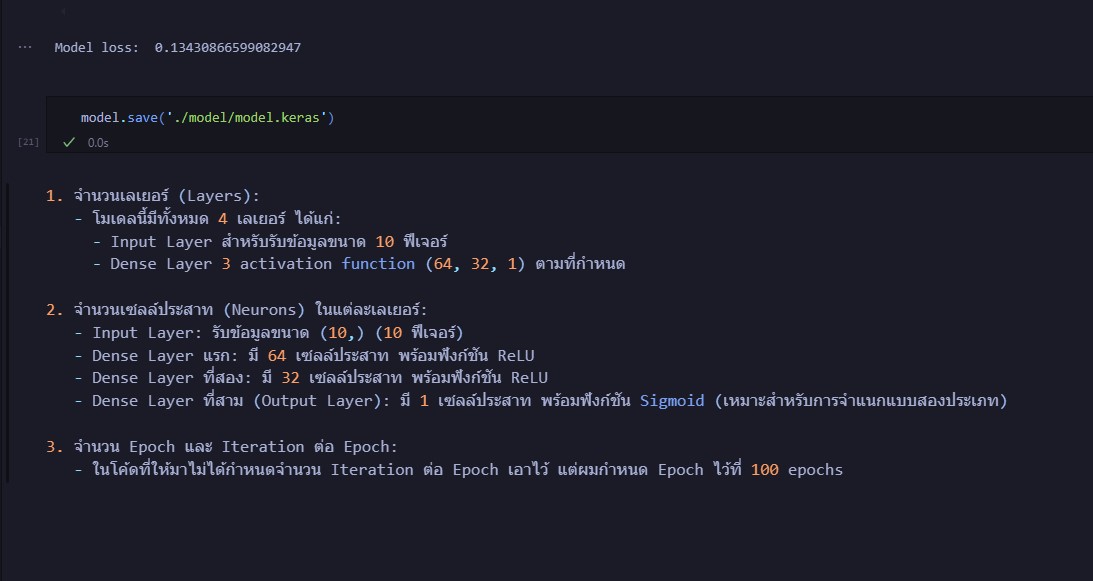 ... Model loss: 0.13430866599082947
model.save('./model/model.keras')
[21] 0.0s
1. จำนวนเลเยอร์ (Layers):
- โมเดลนี้มีทั้งหมด 4 เลเยอร์ ได้แก่:
- Input Layer สำหรับรับข้อมูลขนาด 10 ฟีเจอร์
- Dense Layer 3 activation function (64, 32, 1) ตามที่กำหนด
2. จำนวนเซลล์ประสาท (Neurons) ในแต่ละเลเยอร์:
- Input Layer: รับข้อมูลขนาด (10,) (10 ฟีเจอร์)
- Dense Layer แรก: มี 64 เซลล์ประสาท พร้อมฟังก์ชัน ReLU
- Dense Layer ที่สอง: มี 32 เซลล์ประสาท พร้อมฟังก์ชัน ReLU
- Dense Layer ที่สาม (Output Layer): มี 1 เซลล์ประสาท พร้อมฟังก์ชัน Sigmoid (เหมาะสำหรับการจำแนกแบบสองประเภท)
3. จำนวน Epoch และ Iteration ต่อ Epoch:
- ในโค้ดที่ให้มาไม่ได้กำหนดจำนวน Iteration ต่อ Epoch เอาไว้ แต่ผมกำหนด Epoch ไว้ที่ 100 epochs